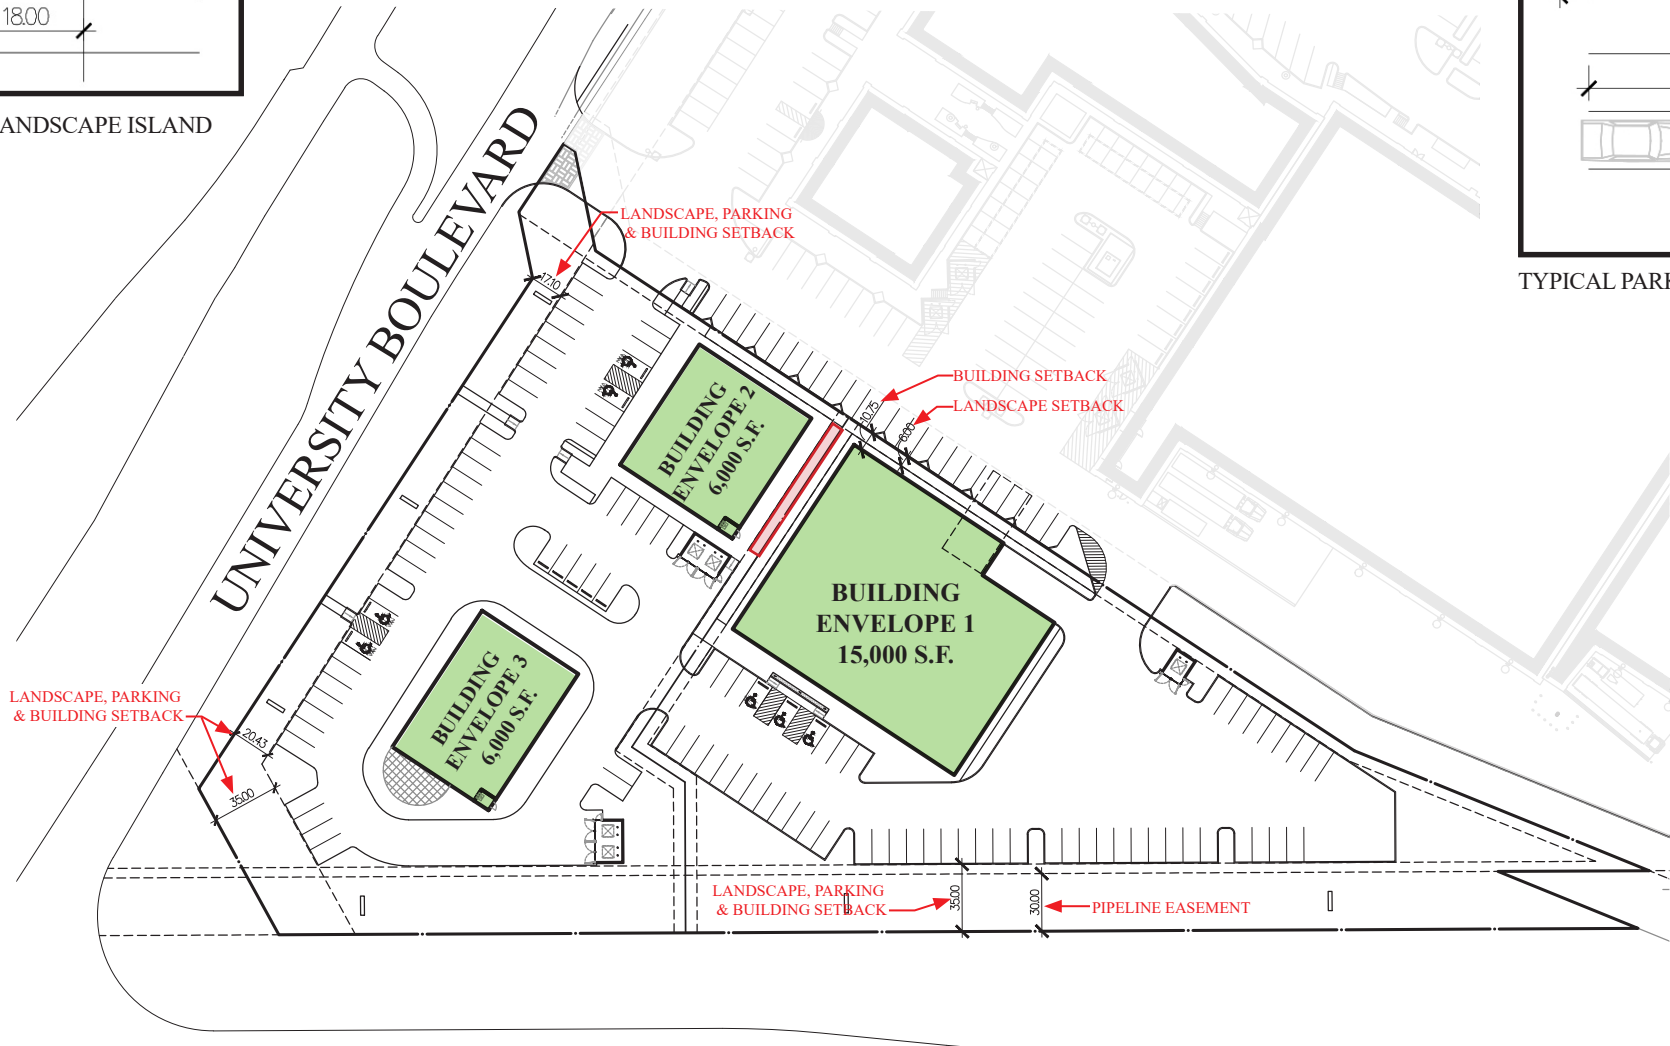 18.00
ANDSCAPE ISLAND
TYPICAL PARK
UNIVERSITY BOULEVARD
LANDSCAPE, PARKING
& BUILDING SETBACK
17.10
BUILDING SETBACK
LANDSCAPE SETBACK
10.75
6.00
BUILDING
ENVELOPE 2
6,000 S.F.
BUILDING
ENVELOPE 1
15,000 S.F.
BUILDING
ENVELOPE 3
6,000 S.F.
LANDSCAPE, PARKING
& BUILDING SETBACK
20.43
35.00
LANDSCAPE, PARKING
& BUILDING SETBACK
35.00
30.00
PIPELINE EASEMENT